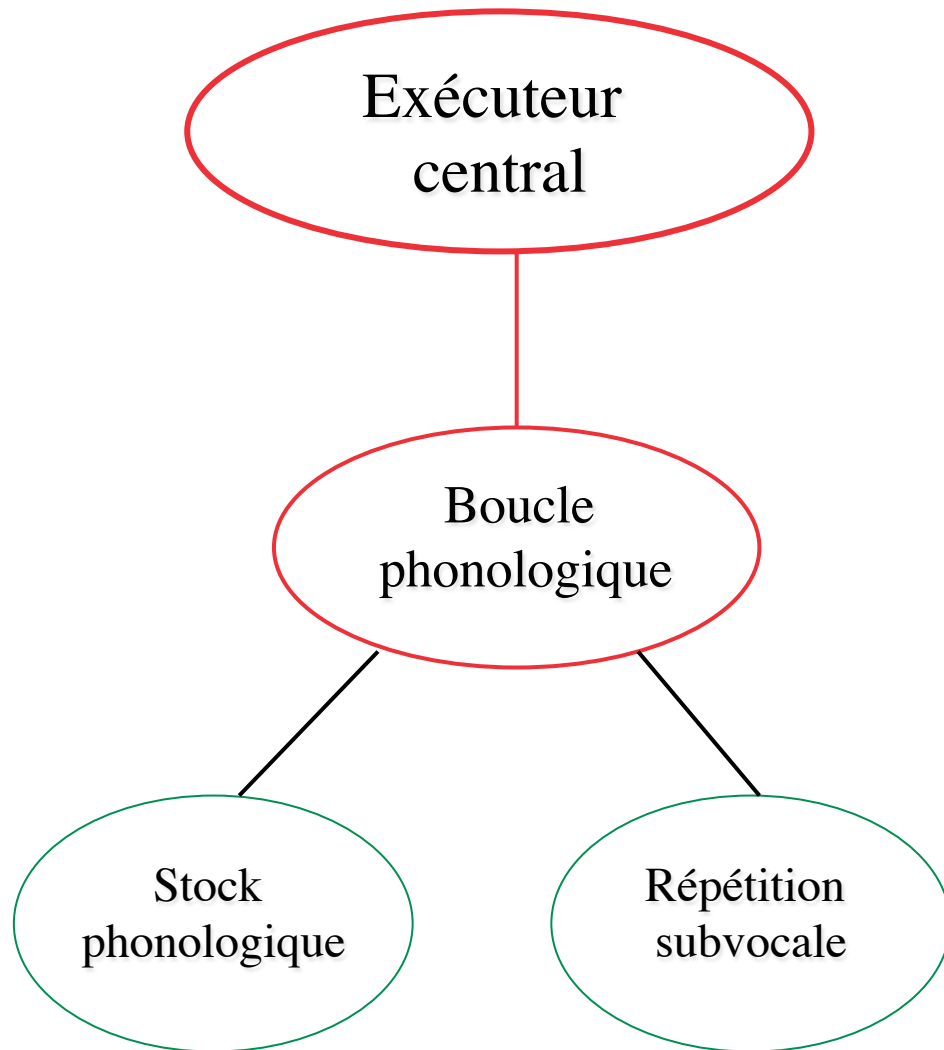 Exécuteur
central
Boucle
phonologique
Stock
phonologique
Répétition
subvocale